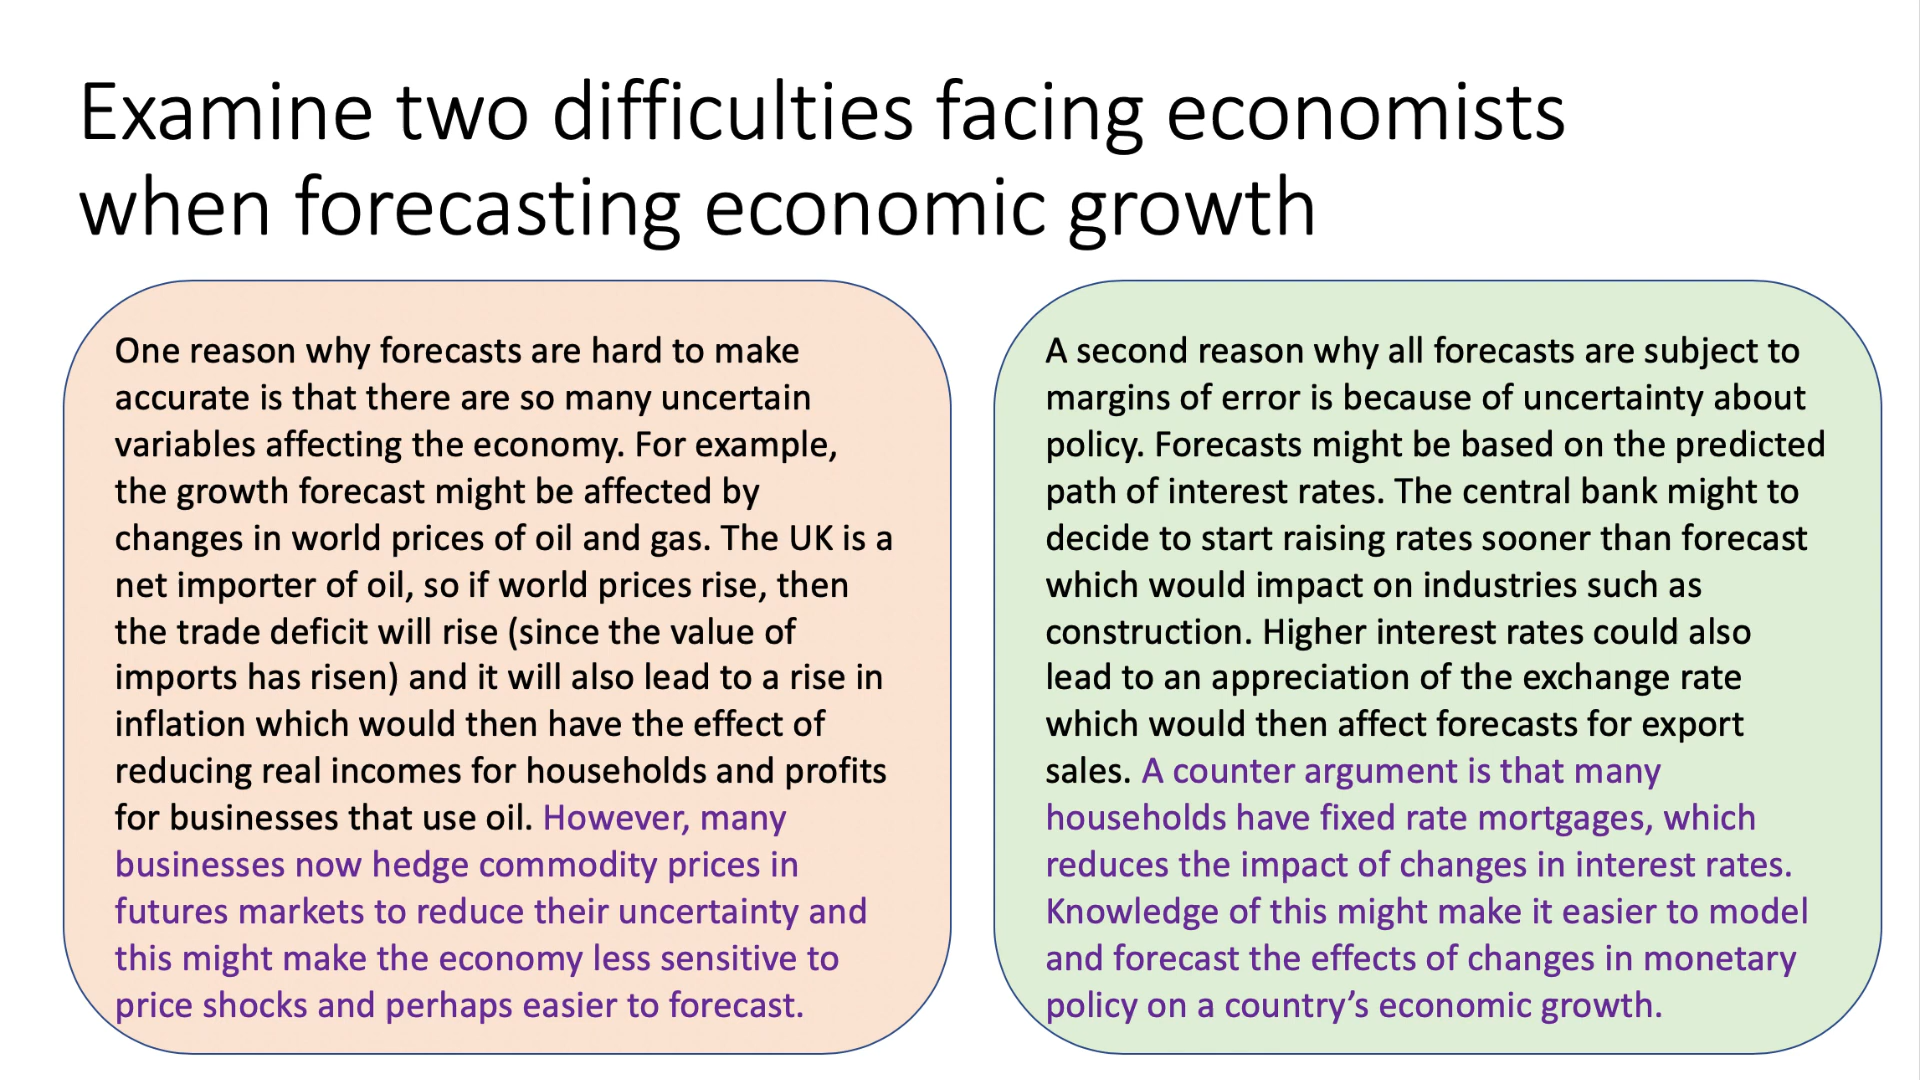 Examine two difficulties facing economists
when forecasting economic growth
One reason why forecasts are hard to make
accurate is that there are so many uncertain
variables affecting the economy. For example,
the growth forecast might be affected by
changes in world prices of oil and gas. The UK is a
net importer of oil, so if world prices rise, then
the trade deficit will rise (since the value of
imports has risen) and it will also lead to a rise in
inflation which would then have the effect of
reducing real incomes for households and profits
for businesses that use oil. However, many
businesses now hedge commodity prices in
futures markets to reduce their uncertainty and
this might make the economy less sensitive to
price shocks and perhaps easier to forecast.
A second reason why all forecasts are subject to
margins of error is because of uncertainty about
policy. Forecasts might be based on the predicted
path of interest rates. The central bank might to
decide to start raising rates sooner than forecast
which would impact on industries such as
construction. Higher interest rates could also
lead to an appreciation of the exchange rate
which would then affect forecasts for export
sales. A counter argument is that many
households have fixed rate mortgages, which
reduces the impact of changes in interest rates.
Knowledge of this might make it easier to model
and forecast the effects of changes in monetary
policy on a country’s economic growth.